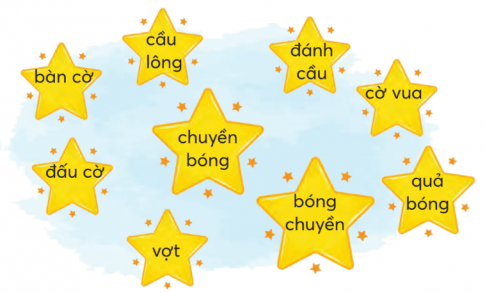 cầu
lông
đánh
cầu
bàn cờ
cờ vua
chuyền
bóng
đấu cờ
quả
bóng
bóng
chuyền
vợt